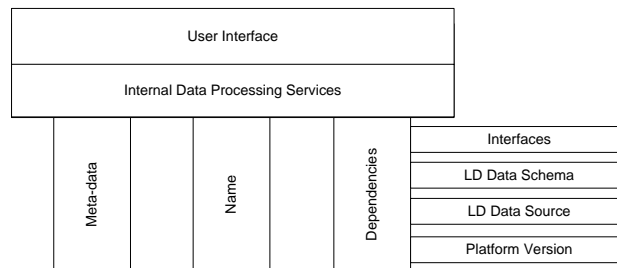 User Interface
Internal Data Processing Services
Meta-data
Name
Dependencies
Interfaces
LD Data Schema
LD Data Source
Platform Version